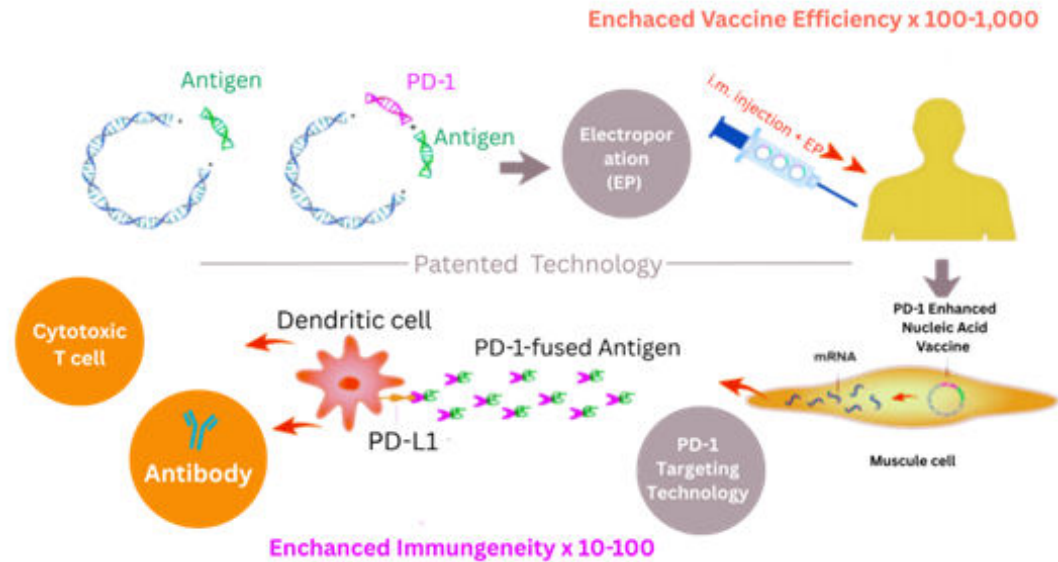 Enchaced Vaccine Efficiency x 100-1,000
Antigen
PD-1
Antigen
Electropor
ation
(EP)
i.m. injection + EP
Patented Technology
PD-1 Enhanced
Nucleic Acid
Vaccine
mRNA
Muscule cell
PD-1
Targeting
Technology
PD-1-fused Antigen
Dendritic cell
PD-L1
Cytotoxic
T cell
Antibody
Enchanced Immungeneity x 10-100